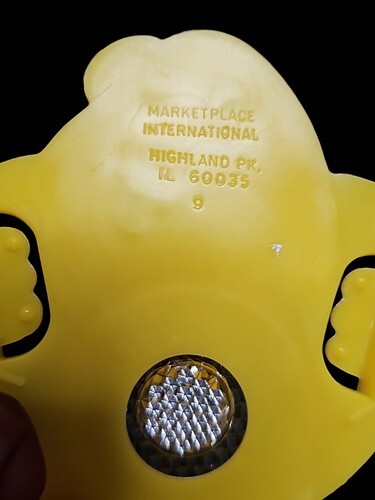 MARKETPLACE
INTERNATIONAL
HIGHLAND PK,
IL 60035
9